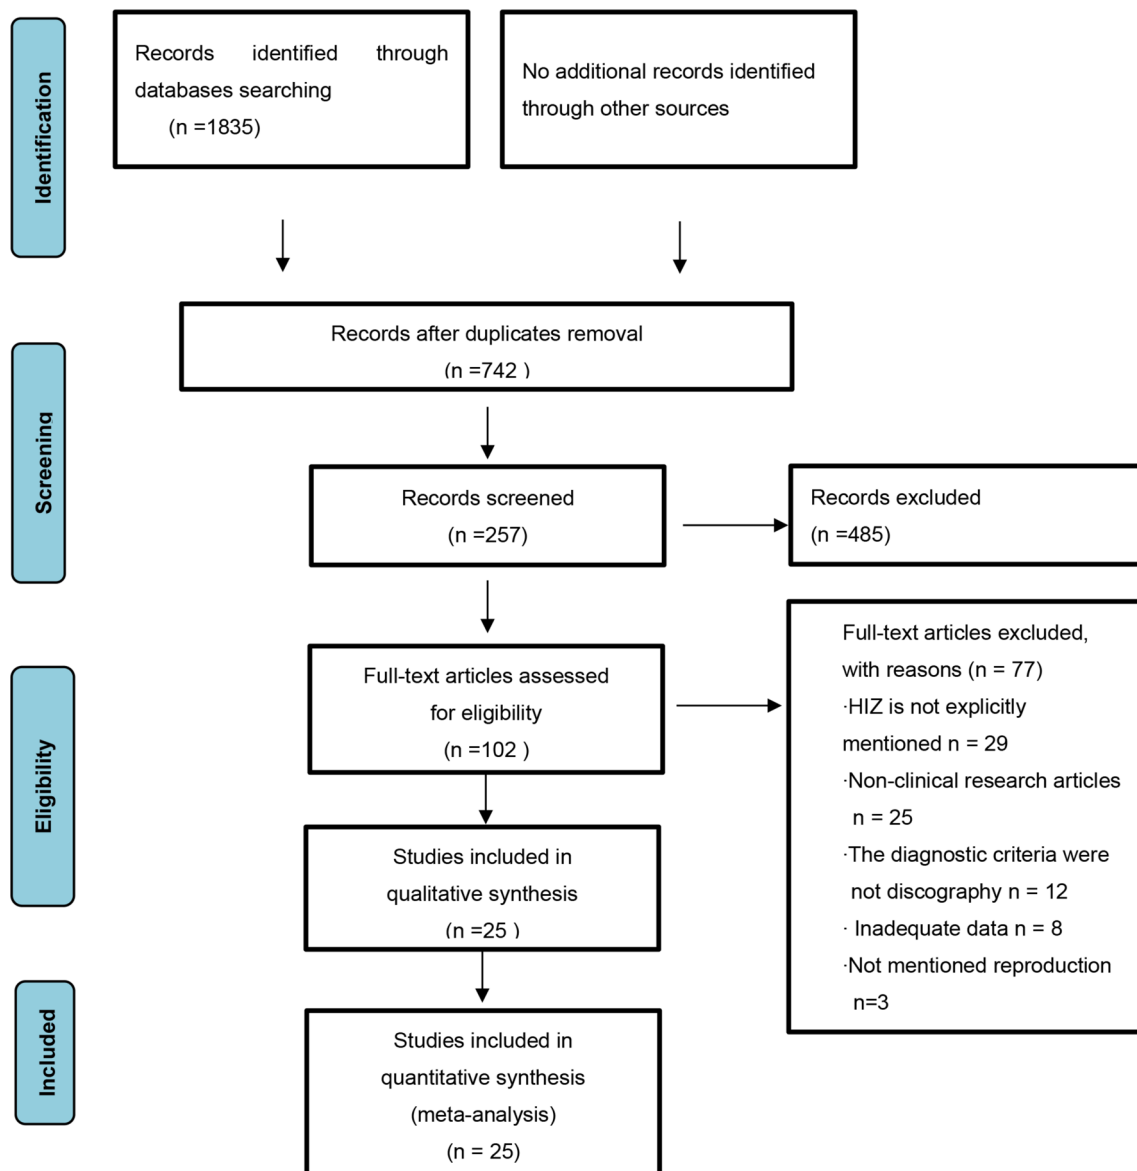 Identification
Records identified through
databases searching
(n =1835)
No additional records identified
through other sources
Records after duplicates removal
(n =742 )
Screening
Records screened
(n =257)
Records excluded
(n =485)
Eligibility
Full-text articles assessed
for eligibility
(n =102 )
Full-text articles excluded,
with reasons (n = 77)
·HIZ is not explicitly
mentioned n = 29
·Non-clinical research articles
n = 25
·The diagnostic criteria were
not discography n = 12
· Inadequate data n = 8
·Not mentioned reproduction
n=3
Studies included in
qualitative synthesis
(n =25 )
Included
Studies included in
quantitative synthesis
(meta-analysis)
(n = 25)